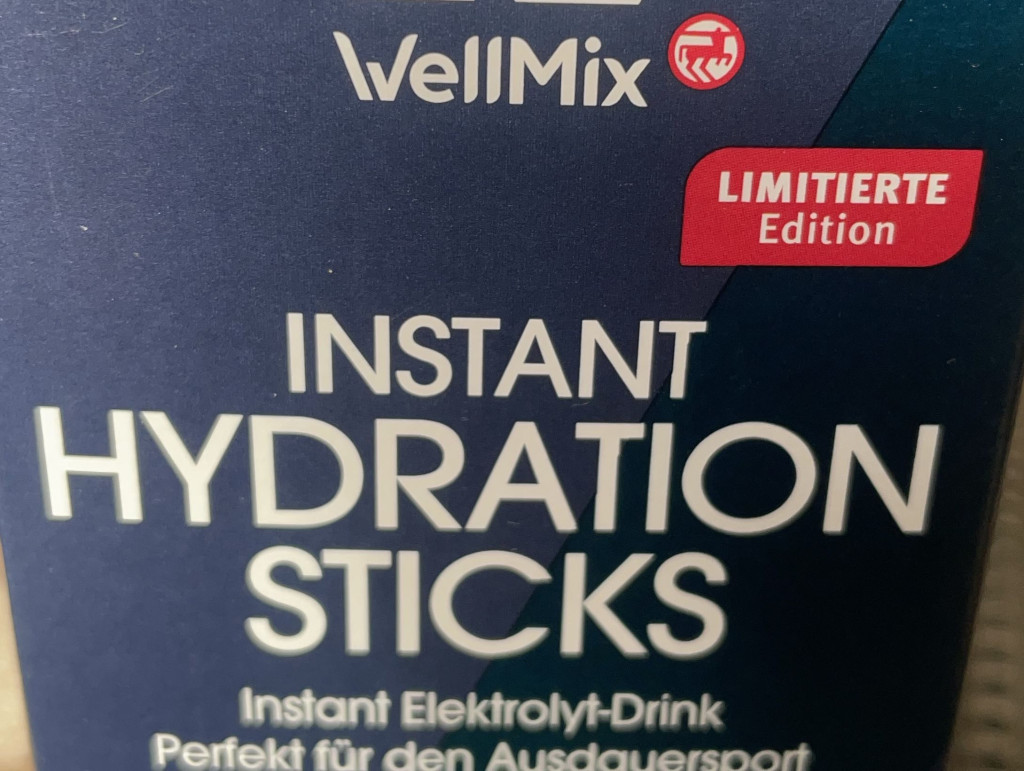 WellMix
LIMITIERTE
Edition
INSTANT
HYDRATION
STICKS
Instant Elektrolyt-Drink
Perfekt für den Ausdauersport